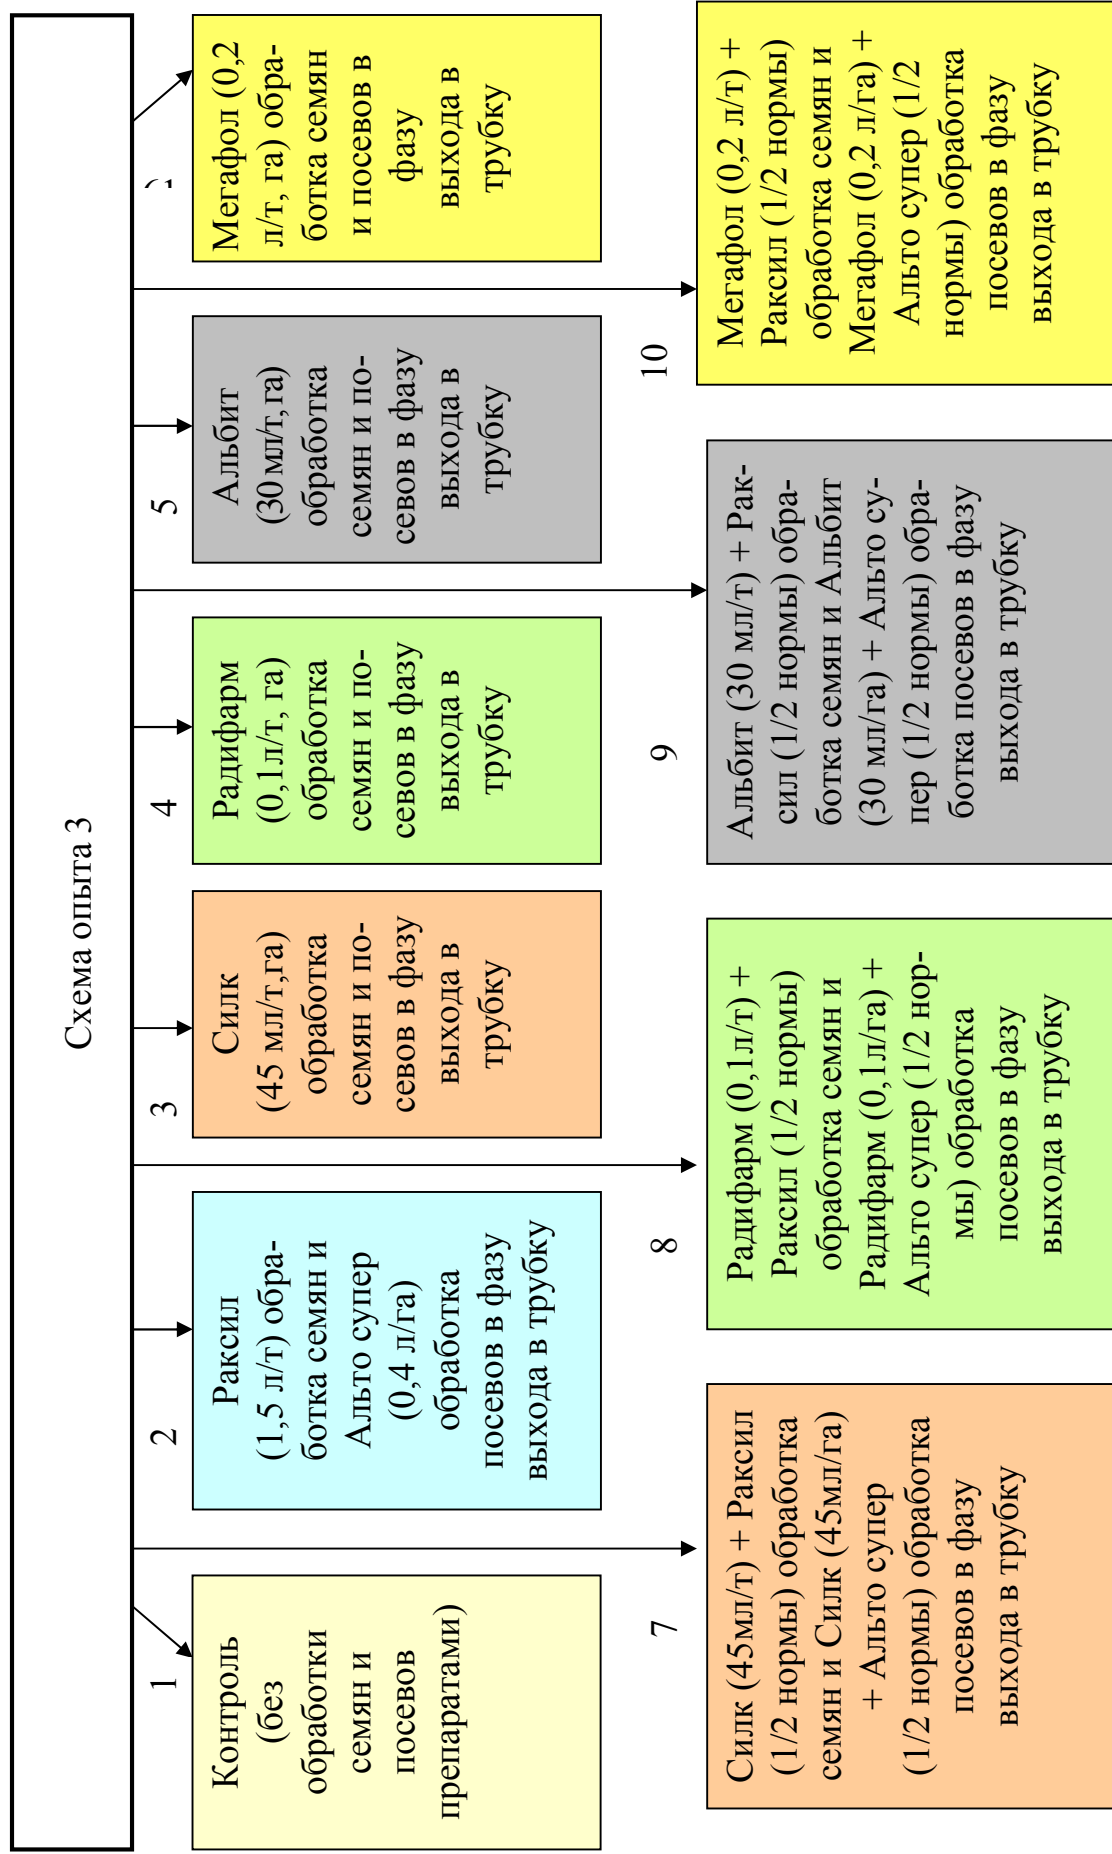 Схема опыта 3
1
Контроль
(без
обработки
семян и
посевов
препаратами)
2
Раксил
(1,5 л/т) обра-
ботка семян и
Альто супер
(0,4 л/га)
обработка
посевов в фазу
выхода в трубку
3
Силк
(45 мл/т,га)
обработка
семян и по-
севов в фазу
выхода в
трубку
4
Радифарм
(0,1л/т, га)
обработка
семян и по-
севов в фазу
выхода в
трубку
5
Альбит
(30 мл/т,га)
обработка
семян и по-
севов в фазу
выхода в
трубку
Мегафол (0,2
л/т, га) обра-
ботка семян
и посевов в
фазу
выхода в
трубку
7
Силк (45мл/т) + Раксил
(1/2 нормы) обработка
семян и Силк (45мл/га)
+ Альто супер
(1/2 нормы) обработка
посевов в фазу
выхода в трубку
8
Радифарм (0,1л/т) +
Раксил (1/2 нормы)
обработка семян и
Радифарм (0,1л/га) +
Альто супер (1/2 нор-
мы) обработка
посевов в фазу
выхода в трубку
9
Альбит (30 мл/т) + Рак-
сил (1/2 нормы) обра-
ботка семян и Альбит
(30 мл/га) + Альто су-
пер (1/2 нормы) обра-
ботка посевов в фазу
выхода в трубку
10
Мегафол (0,2 л/т) +
Раксил (1/2 нормы)
обработка семян и
Мегафол (0,2 л/га) +
Альто супер (1/2
нормы) обработка
посевов в фазу
выхода в трубку